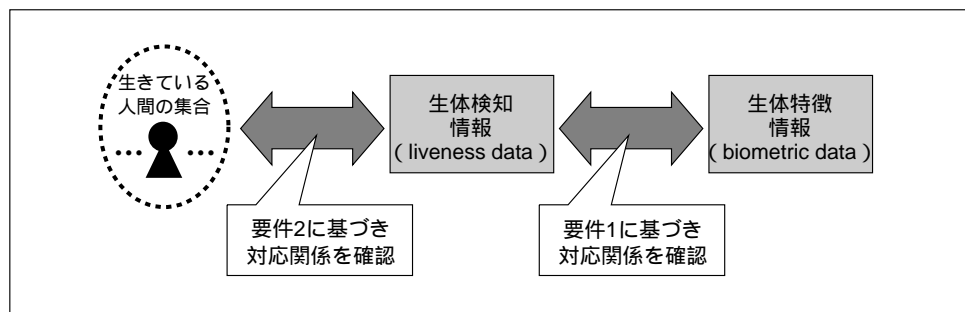 生きている
人間の集合
…　…
生体検知
情報
（liveness data）
生体特徴
情報
（biometric data）
要件2に基づき
対応関係を確認
要件1に基づき
対応関係を確認